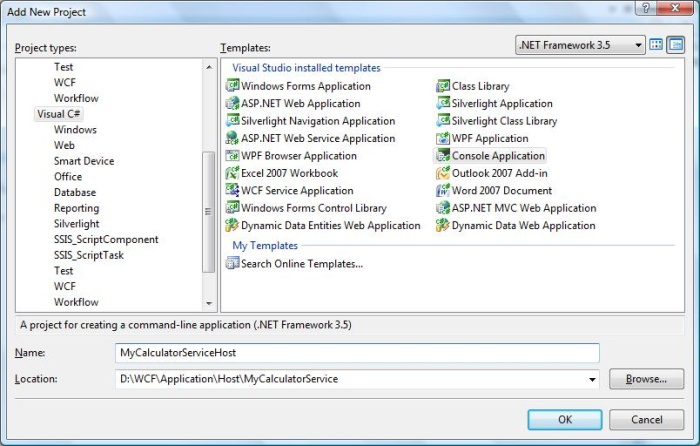 Add New Project
Project types:
Templates:
.NET Framework 3.5
Test
WCF
Workflow
Visual C#
Windows
Web
Smart Device
Office
Database
Reporting
Silverlight
SSIS_ScriptComponent
SSIS_ScriptTask
Test
WCF
Workflow
Visual Studio installed templates
Windows Forms Application
Class Library
ASP.NET Web Application
Silverlight Application
Silverlight Navigation Application
Silverlight Class Library
ASP.NET Web Service Application
WPF Application
WPF Browser Application
Console Application
Excel 2007 Workbook
Outlook 2007 Add-in
WCF Service Application
Word 2007 Document
Windows Forms Control Library
ASP.NET MVC Web Application
Dynamic Data Entities Web Application
Dynamic Data Web Application
My Templates
Search Online Templates...
A project for creating a command-line application (.NET Framework 3.5)
Name:
MyCalculatorServiceHost
Location:
D:\WCF\Application\Host\MyCalculatorService
Browse...
OK
Cancel